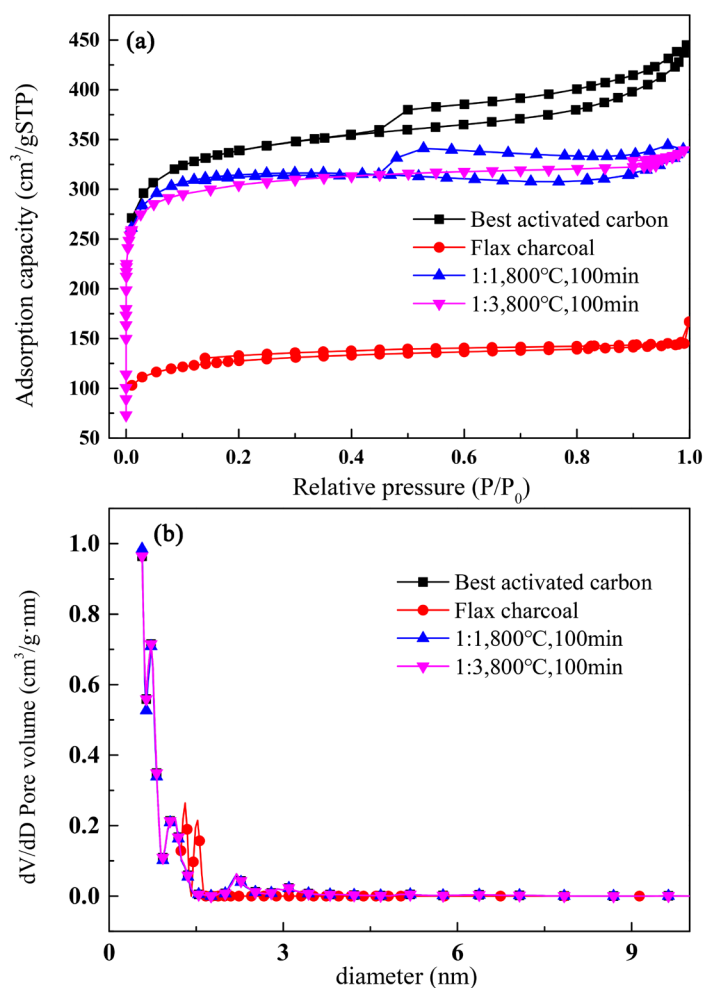 (a)
450
400
350
300
250
200
150
100
50
Adsorption capacity (cm³/gSTP)
Best activated carbon
Flax charcoal
1:1,800℃,100min
1:3,800℃,100min
0.0 0.2 0.4 0.6 0.8 1.0
Relative pressure (P/P₀)
(b)
1.0
0.8
0.6
0.4
0.2
0.0
dV/dD Pore volume (cm³/g·nm)
Best activated carbon
Flax charcoal
1:1,800℃,100min
1:3,800℃,100min
0 3 6 9
diameter (nm)